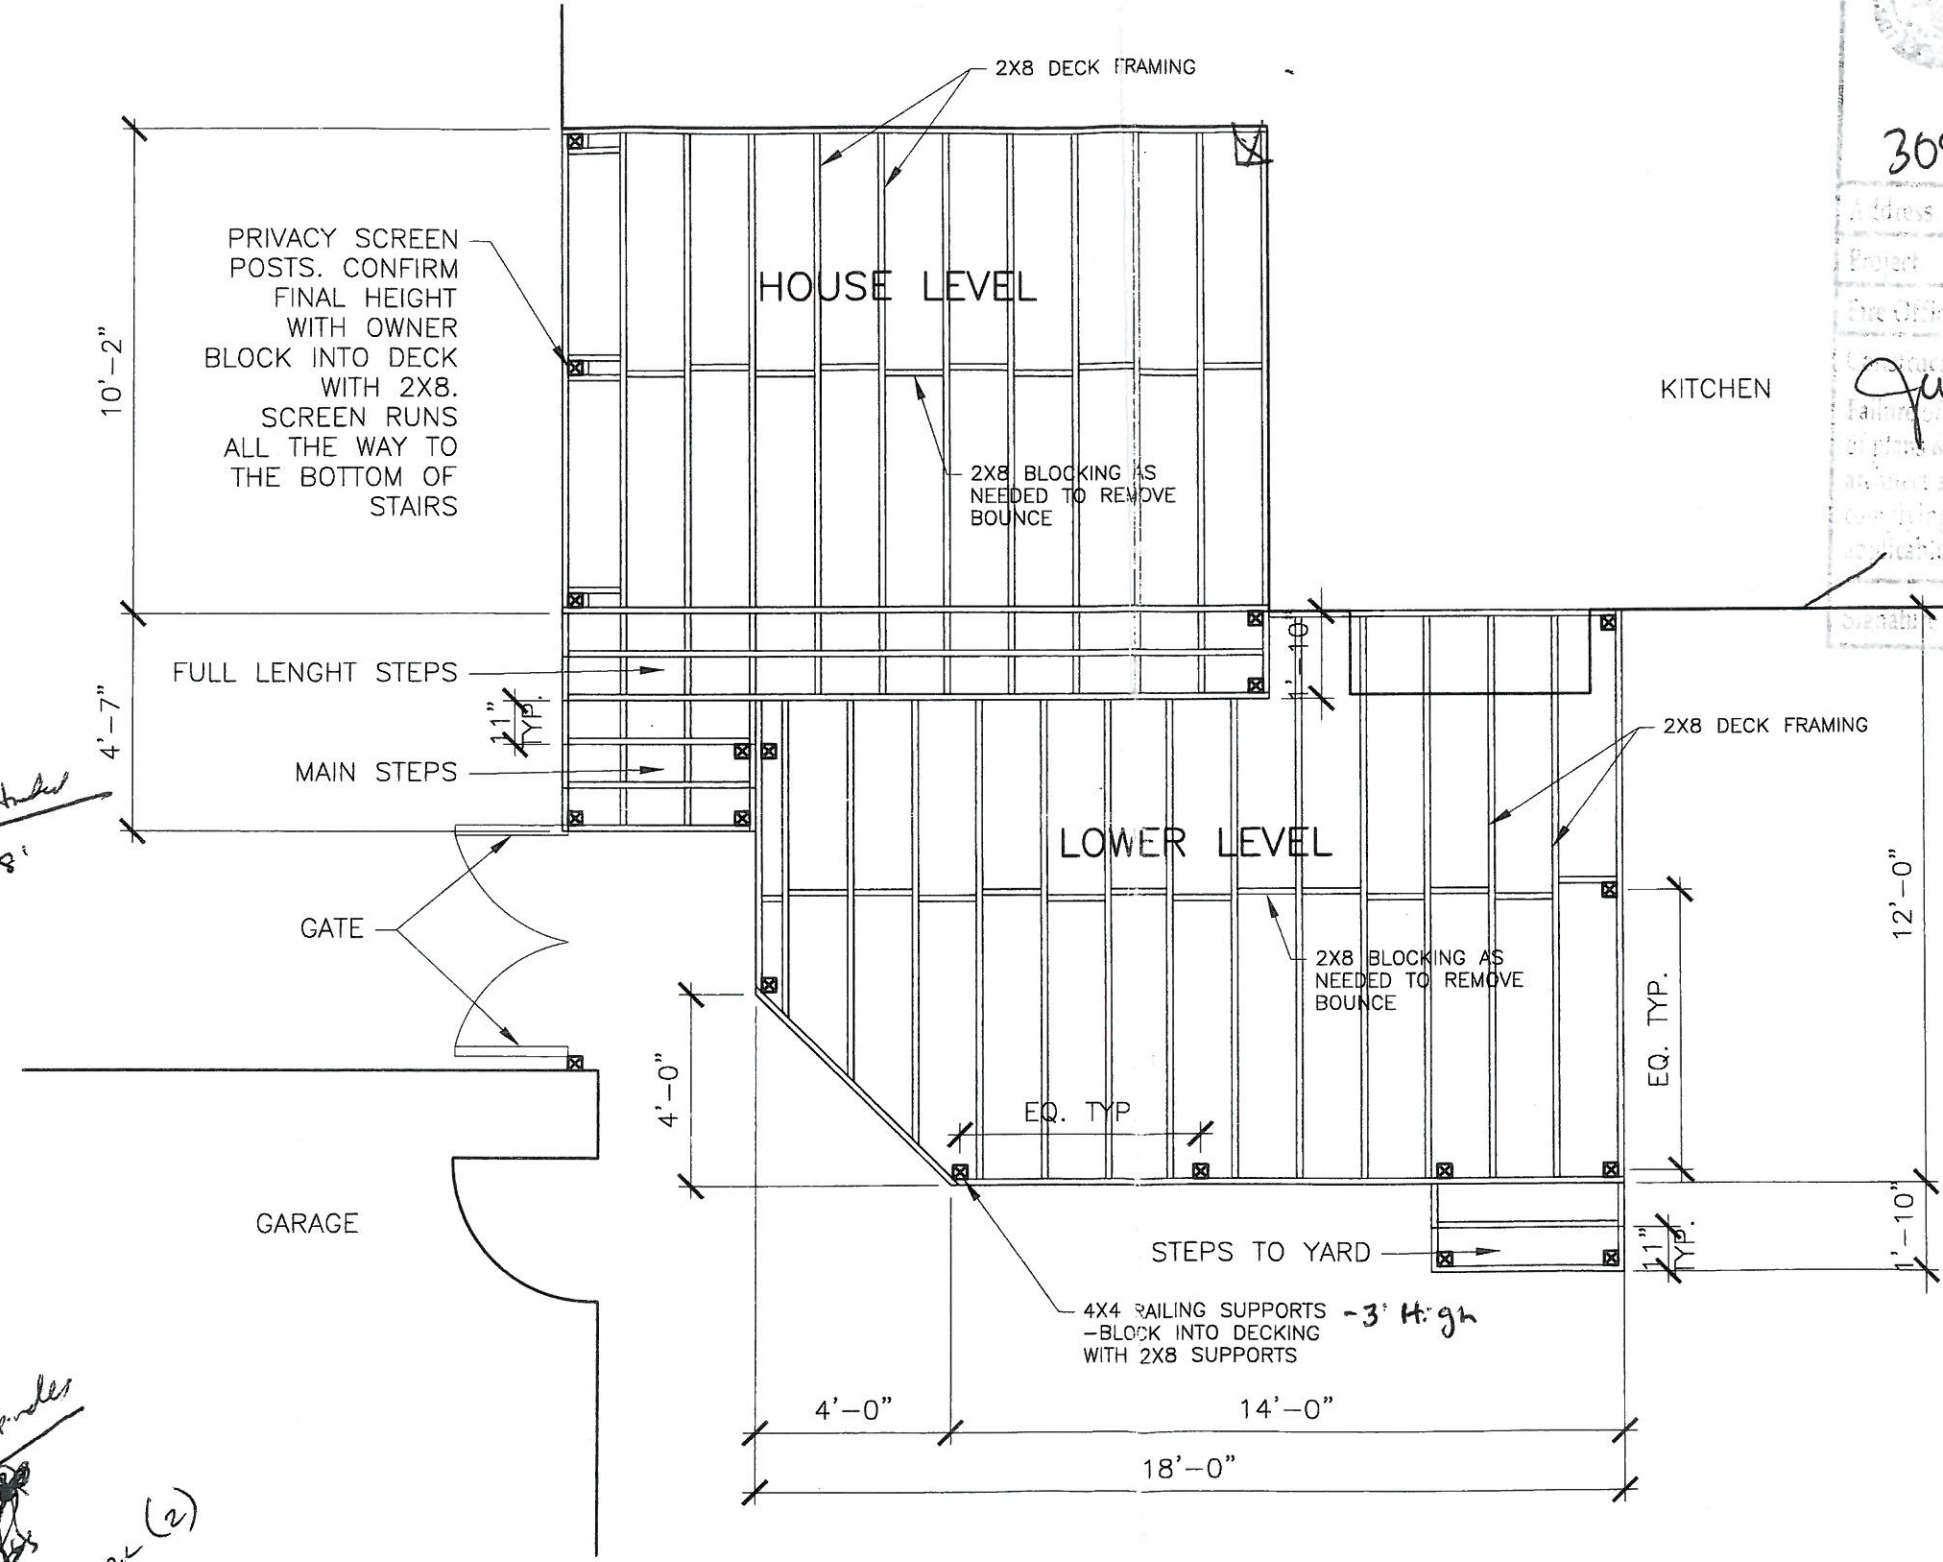 2X8 DECK FRAMING
309
Address
Project
PRIVACY SCREEN
POSTS. CONFIRM
FINAL HEIGHT
WITH OWNER
BLOCK INTO DECK
WITH 2X8.
SCREEN RUNS
ALL THE WAY TO
THE BOTTOM OF
STAIRS
HOUSE LEVEL
10'-2"
KITCHEN
2X8 BLOCKING AS
NEEDED TO REMOVE
BOUNCE
Signature
1'-10"
FULL LENGHT STEPS
4'-7"
11"
TYP.
MAIN STEPS
2X8 DECK FRAMING
8'
LOWER LEVEL
12'-0"
GATE
2X8 BLOCKING AS
NEEDED TO REMOVE
BOUNCE
EQ. TYP.
4'-0"
EQ. TYP
GARAGE
STEPS TO YARD
11"
TYP.
1'-10"
4X4 RAILING SUPPORTS -3' High
-BLOCK INTO DECKING
WITH 2X8 SUPPORTS
4'-0"
14'-0"
18'-0"
(2)